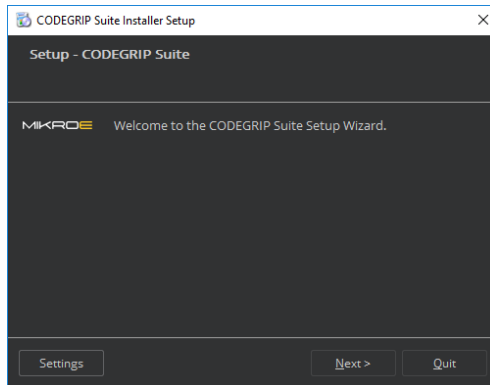 CODEGRIP Suite Installer Setup
Setup - CODEGRIP Suite
MIKROE Welcome to the CODEGRIP Suite Setup Wizard.
Settings Next > Quit